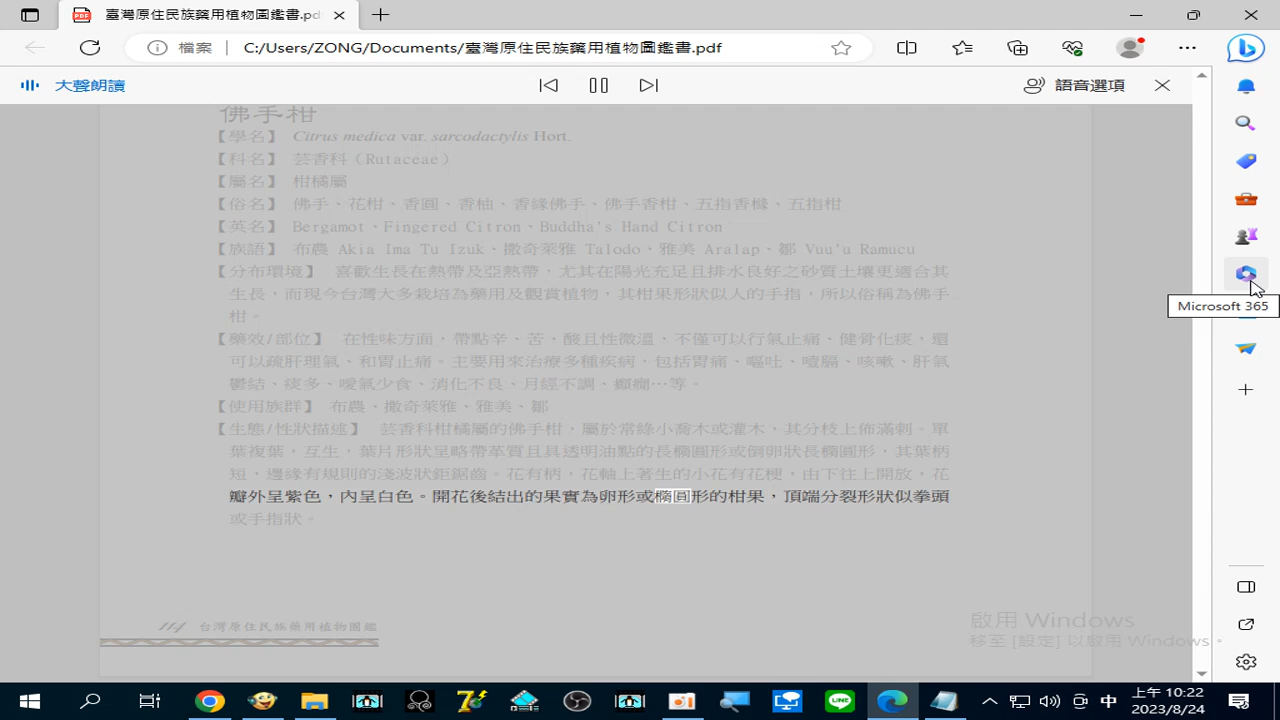 臺灣原住民族藥用植物圖鑑書.pd
檔案 C:/Users/ZONG/Documents/臺灣原住民族藥用植物圖鑑書.pdf
大聲朗讀
語音選項
佛手柑
【學名】 Citrus medica var. sarcodactylis Hort.
【科名】 芸香科（Rutaceae）
【屬名】 柑橘屬
【俗名】 佛手、花柑、香圓、香柚、香緣佛手、佛手香柑、五指香櫞、五指柑
【英名】 Bergamot、Fingered Citron、Buddha's Hand Citron
【族語】 布農 Akia Ima Tu Izuk、撒奇萊雅 Talodo、雅美 Aralap、鄒 Vuu'u Ramucu
【分布環境】 喜歡生長在熱帶及亞熱帶，尤其在陽光充足且排水良好之砂質土壤更適合其
生長，而現今台灣大多栽培為藥用及觀賞植物，其柑果形狀似人的手指，所以俗稱為佛手
柑。
【藥效/部位】 在性味方面，帶點辛、苦、酸且性微溫，不僅可以行氣止痛、健骨化痰，還
可以疏肝理氣、和胃止痛。主要用來治療多種疾病，包括胃痛、嘔吐、噎膈、咳嗽、肝氣
鬱結、痰多、噯氣少食、消化不良、月經不調、癲癇…等。
【使用族群】 布農、撒奇萊雅、雅美、鄒
【生態/性狀描述】 芸香科柑橘屬的佛手柑，屬於常綠小喬木或灌木，其分枝上佈滿刺。單
葉複葉，互生，葉片形狀呈略帶革質且具透明油點的長橢圓形或倒卵狀長橢圓形，其葉柄
短，邊緣有規則的淺波狀鉅鋸齒。花有柄，花軸上著生的小花有花梗，由下往上開放，花
瓣外呈紫色，內呈白色。開花後結出的果實為卵形或橢圓形的柑果，頂端分裂形狀似拳頭
或手指狀。
台灣原住民族藥用植物圖鑑
Microsoft 365
啟用 Windows
移至 [設定] 以啟用 Windows。
中
上午 10:22
2023/8/24